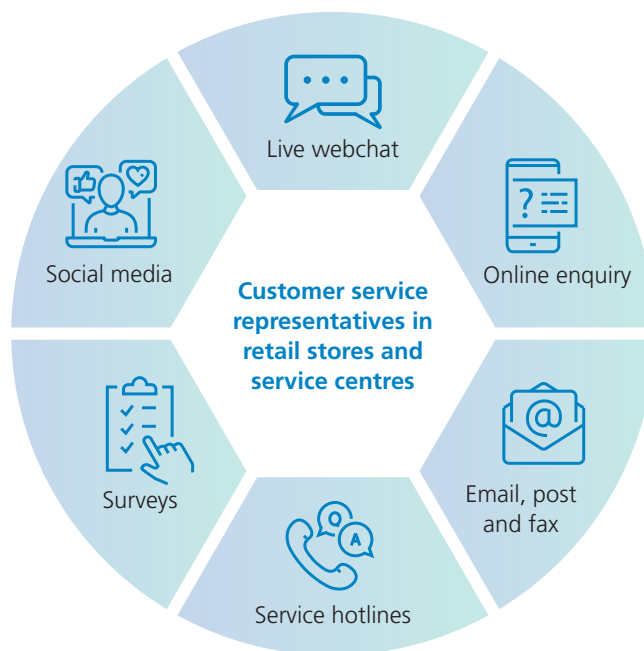 Live webchat
Online enquiry
Email, post
and fax
Service hotlines
Q
A
Surveys
Social media
Customer service
representatives in
retail stores and
service centres